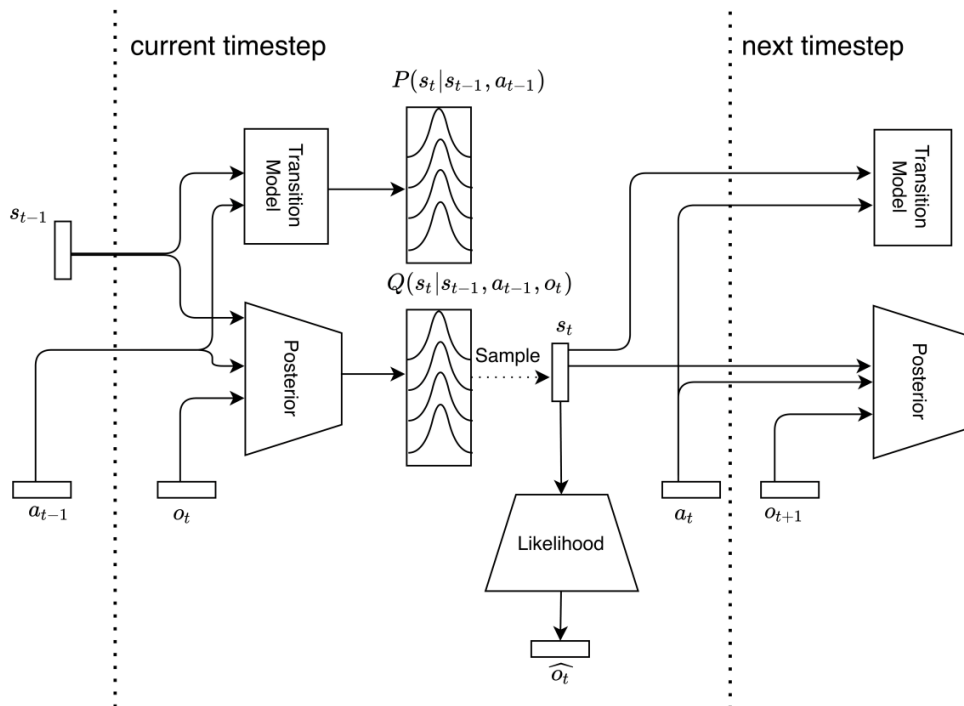 current timestep
next timestep
$P(s_t|s_{t-1}, a_{t-1})$
Transition
Model
Transition
Model
$s_{t-1}$
$Q(s_t|s_{t-1}, a_{t-1}, o_t)$
$s_t$
Sample
Posterior
Posterior
$a_{t-1}$
$o_t$
$a_t$
$o_{t+1}$
Likelihood
$\widehat{o_t}$